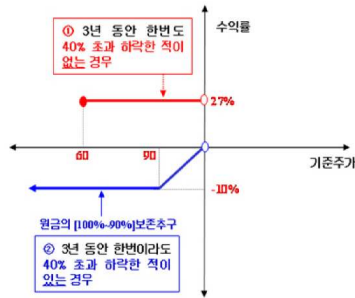 ① 3년 동안 한번도
40% 초과 하락한 적이
없는 경우
수익률
27%
60
90
기준주가
-10%
원금의 [100%~90%]보존추구
② 3년 동안 한번이라도
40% 초과 하락한 적이
있는 경우